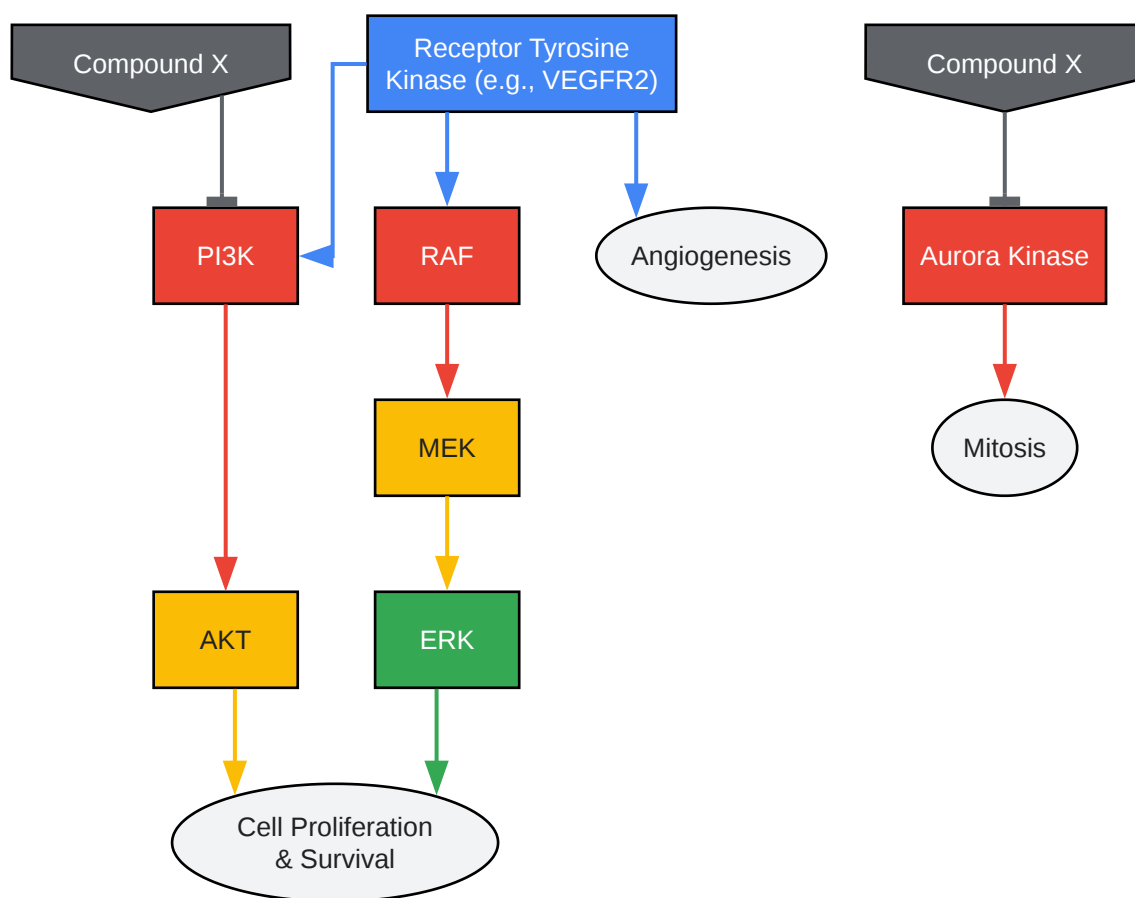 Compound X
Receptor Tyrosine
Kinase (e.g., VEGFR2)
Compound X
PI3K
RAF
Angiogenesis
Aurora Kinase
MEK
Mitosis
AKT
ERK
Cell Proliferation
& Survival